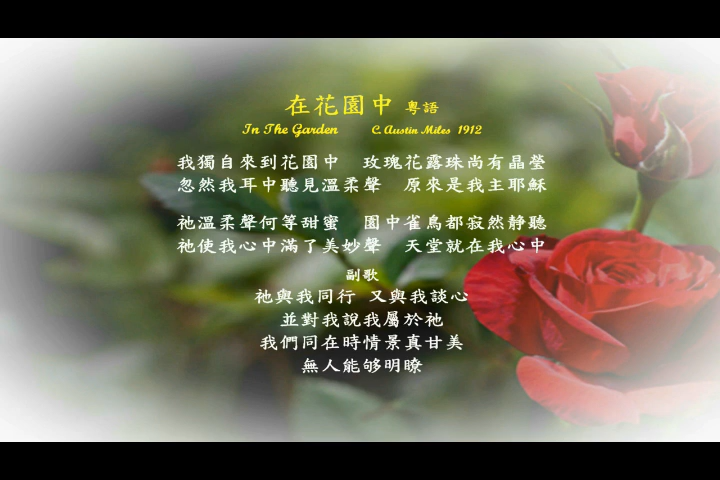 在花園中 粵語
In The Garden C. Austin Miles 1912
我獨自來到花園中 玫瑰花露珠尚有晶瑩
忽然我耳中聽見溫柔聲 原來是我主耶穌
祂溫柔聲何等甜蜜 園中雀鳥都寂然静聽
祂使我心中滿了美妙聲 天堂就在我心中
副歌
祂與我同行 又與我談心
並對我說我屬於祂
我們同在時情景真甘美
無人能够明瞭